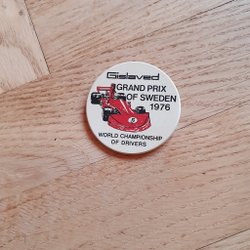 Gislaved
GRAND PRIX
OF SWEDEN
1976
WORLD CHAMPIONSHIP
OF DRIVERS